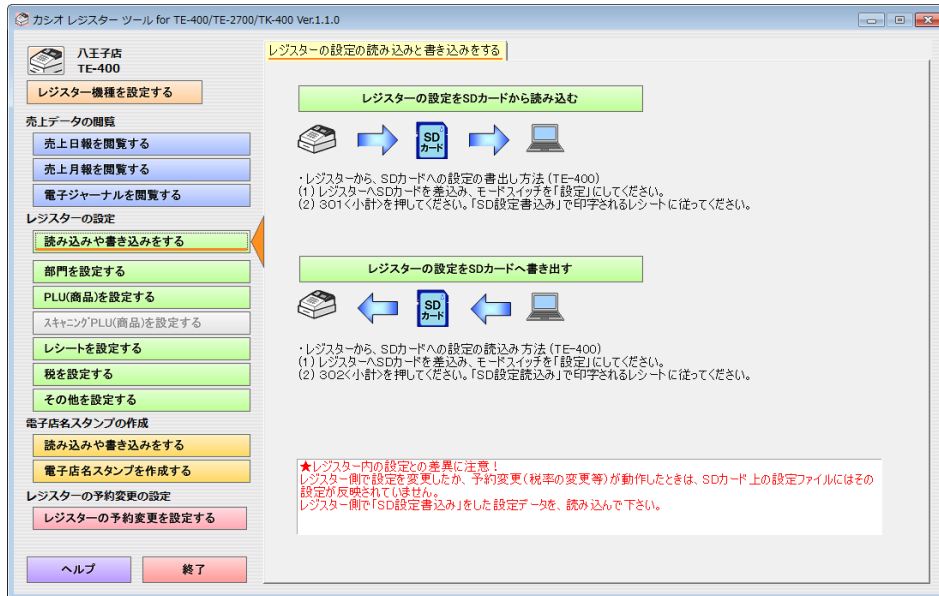 カシオ レジスター ツール for TE-400/TE-2700/TK-400 Ver.1.1.0
八王子店
TE-400
レジスター機種を設定する
売上データの閲覧
売上日報を閲覧する
売上月報を閲覧する
電子ジャーナルを閲覧する
レジスターの設定
読み込みや書き込みをする
部門を設定する
PLU(商品)を設定する
スキャニングPLU(商品)を設定する
レシートを設定する
税を設定する
その他を設定する
電子店名スタンプの作成
読み込みや書き込みをする
電子店名スタンプを作成する
レジスターの予約変更の設定
レジスターの予約変更を設定する
ヘルプ
終了
レジスターの設定の読み込みと書き込みをする
レジスターの設定をSDカードから読み込む
SD
カード
・レジスターから、SDカードへの設定の書出し方法(TE-400)
(1) レジスターへSDカードを差込み、モードスイッチを「設定」にしてください。
(2) 301<小計>を押してください。「SD設定書込み」で印字されるレシートに従ってください。
レジスターの設定をSDカードへ書き出す
SD
カード
・レジスターから、SDカードへの設定の読込み方法(TE-400)
(1) レジスターへSDカードを差込み、モードスイッチを「設定」にしてください。
(2) 302<小計>を押してください。「SD設定読込み」で印字されるレシートに従ってください。
★レジスター内の設定との差異に注意!
レジスター側で設定を変更したか、予約変更(税率の変更等)が動作したときは、SDカード上の設定ファイルにはその
設定が反映されていません。
レジスター側で「SD設定書込み」をした設定データを、読み込んで下さい。